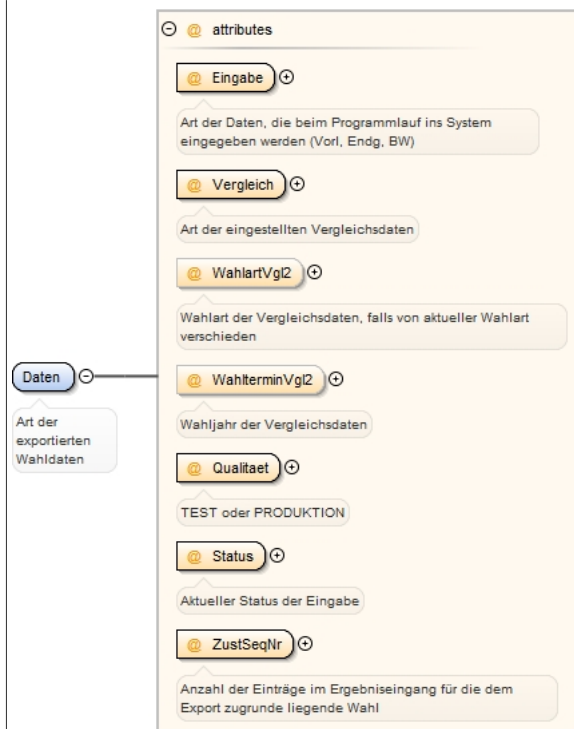 @ attributes
@ Eingabe
Art der Daten, die beim Programmlauf ins System
eingegeben werden (Vorl, Endg, BW)
@ Vergleich
Art der eingestellten Vergleichsdaten
@ WahlartVgl2
Wahlart der Vergleichsdaten, falls von aktueller Wahlart
verschieden
Daten
Art der
exportierten
Wahldaten
@ WahlterminVgl2
Wahljahr der Vergleichsdaten
@ Qualitaet
TEST oder PRODUKTION
@ Status
Aktueller Status der Eingabe
@ ZustSeqNr
Anzahl der Einträge im Ergebniseingang für die dem
Export zugrunde liegende Wahl